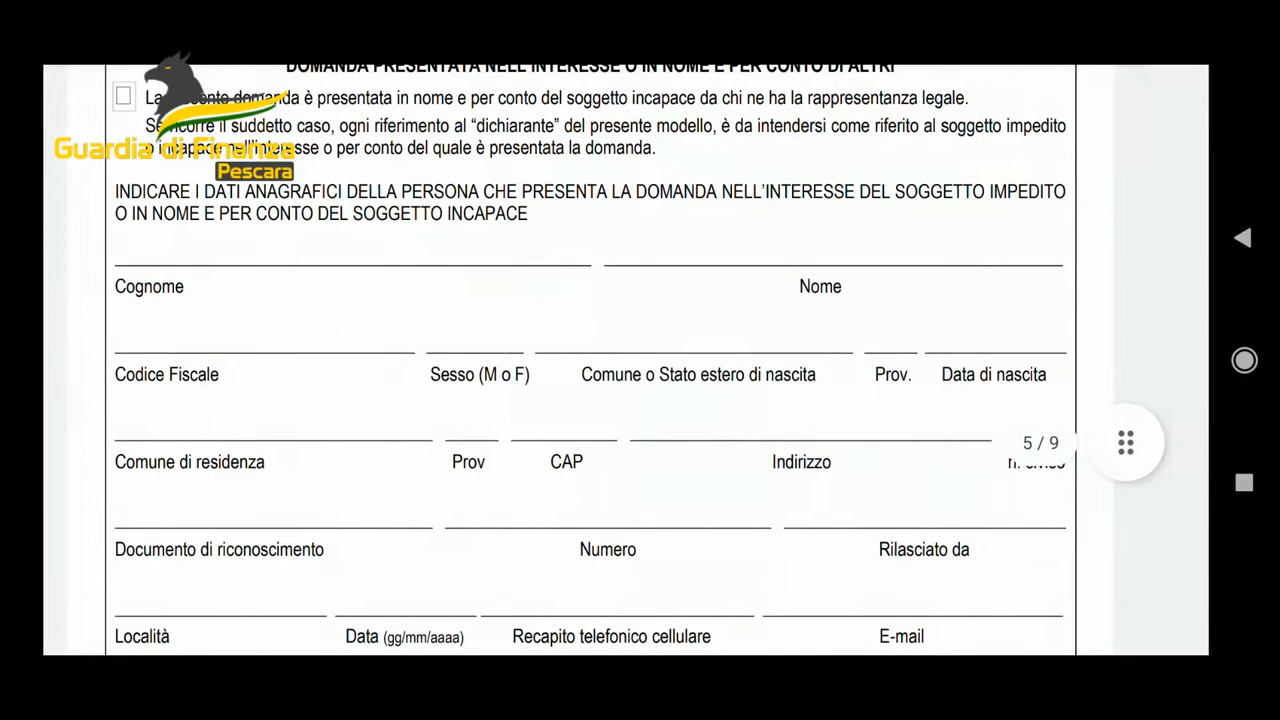 DOMANDA PRESENTATA NELL'INTERESSE O IN NOME E PER CONTO DI ALTRI
La presente domanda è presentata in nome e per conto del soggetto incapace da chi ne ha la rappresentanza legale.
Se ricorre il suddetto caso, ogni riferimento al “dichiarante” del presente modello, è da intendersi come riferito al soggetto impedito
o incapace nell'interesse o per conto del quale è presentata la domanda.
Guardia di Finanza
Pescara
INDICARE I DATI ANAGRAFICI DELLA PERSONA CHE PRESENTA LA DOMANDA NELL'INTERESSE DEL SOGGETTO IMPEDITO
O IN NOME E PER CONTO DEL SOGGETTO INCAPACE
Cognome Nome
Codice Fiscale Sesso (M o F) Comune o Stato estero di nascita Prov. Data di nascita
5 / 9
Comune di residenza Prov CAP Indirizzo n. civico
Documento di riconoscimento Numero Rilasciato da
Località Data (gg/mm/aaaa) Recapito telefonico cellulare E-mail